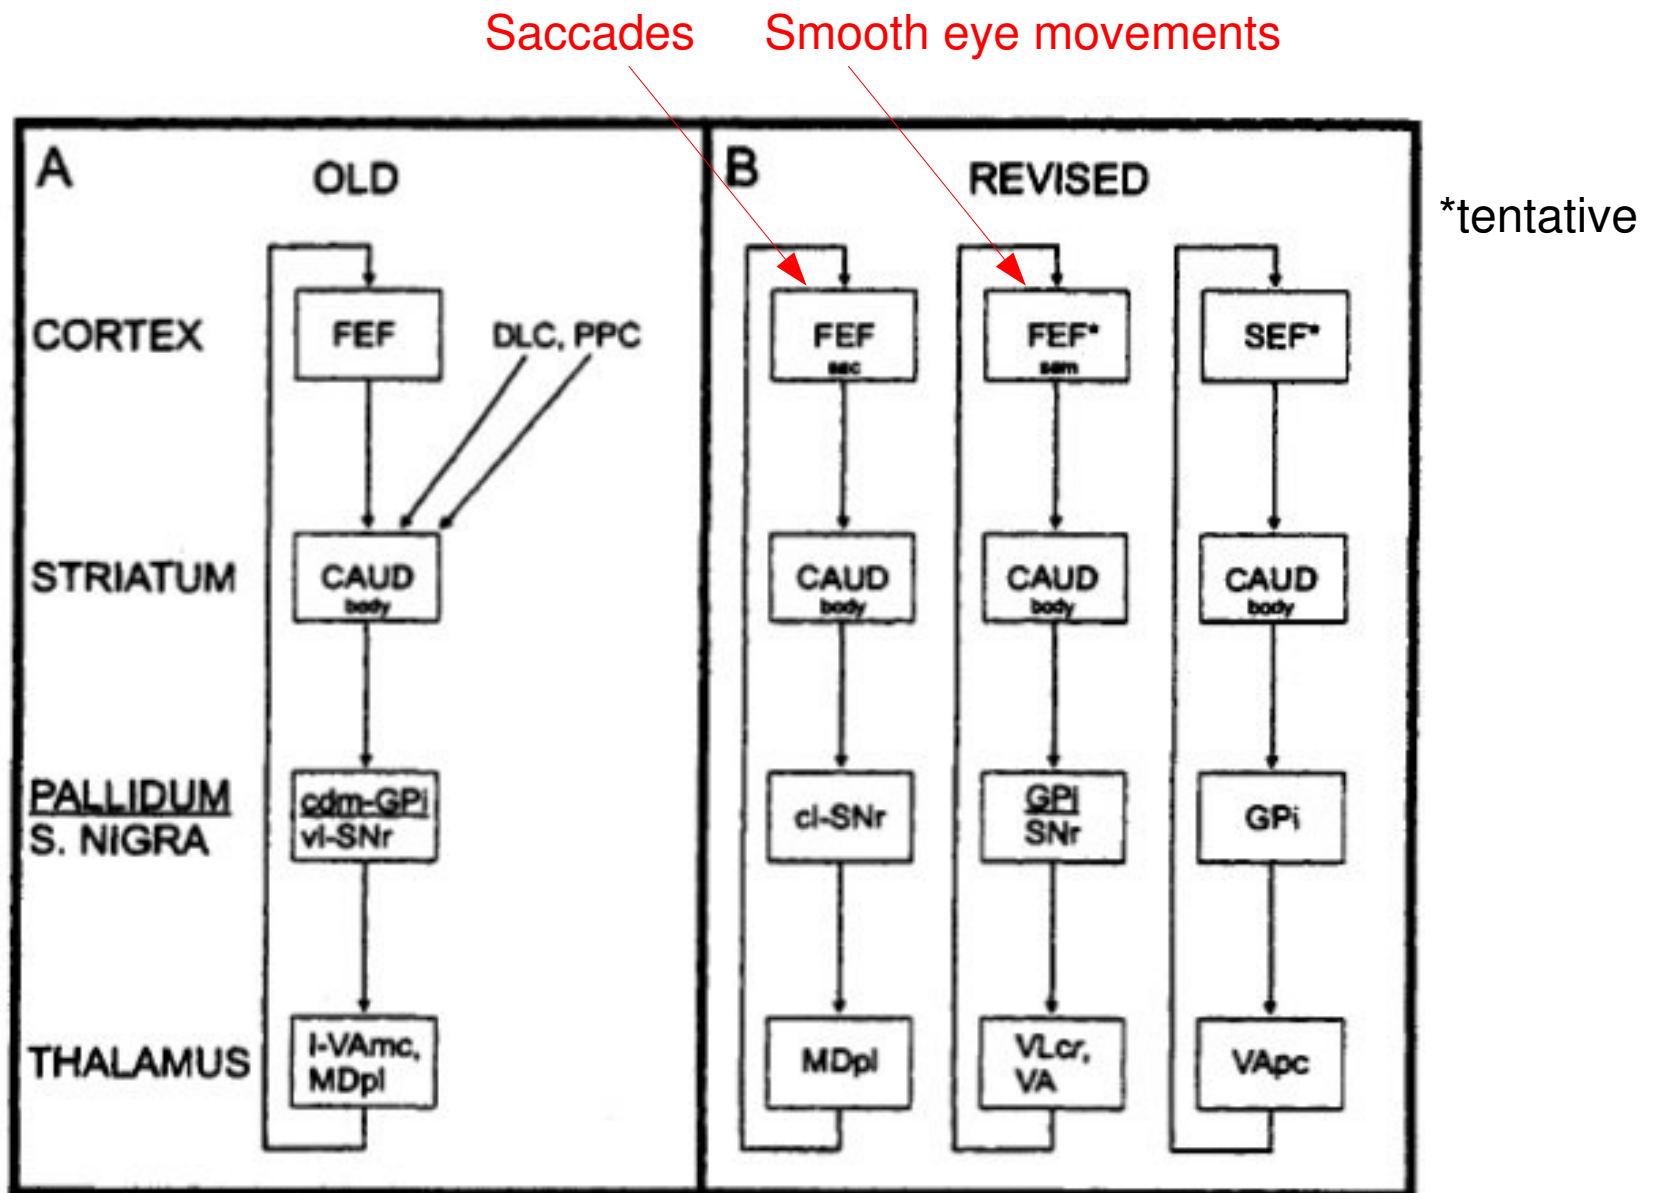 Saccades Smooth eye movements
A OLD B REVISED
*tentative
CORTEX FEF DLC, PPC FEF FEF* SEF*
sac sem
STRIATUM CAUD CAUD CAUD CAUD
body body body body
PALLIDUM cdm-GPi GPi
S. NIGRA vl-SNr cl-SNr SNr GPi
THALAMUS l-VAmc, MDpl VLcr, VApc
MDpl VA